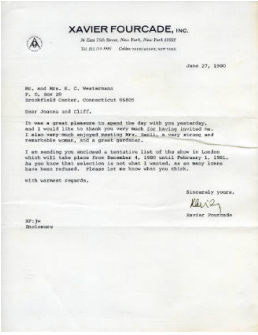 XAVIER FOURCADE, INC.
36 East 75th Street, New York, New York 10021
June 27, 1980
Mr. and Mrs. H. C. Westermann
P. O. Box 28
Brookfield Center, Connecticut 06805
Dear Joanna and Cliff,
It was a great pleasure to spend the day with you yesterday,
and I would like to thank you very much for having invited me.
I also very much enjoyed meeting Mrs. a very strong and
remarkable woman, and a great gardener.
I am sending you enclosed a tentative list of the show in London
which will take place from December 4, 1980 until February 1, 1981.
As you know that selection is not what I wanted, as so many loans
have been refused. Please let me know what you think.
With warmest regards,
Sincerely yours,
Xavier Fourcade
XF:jw
Enclosure